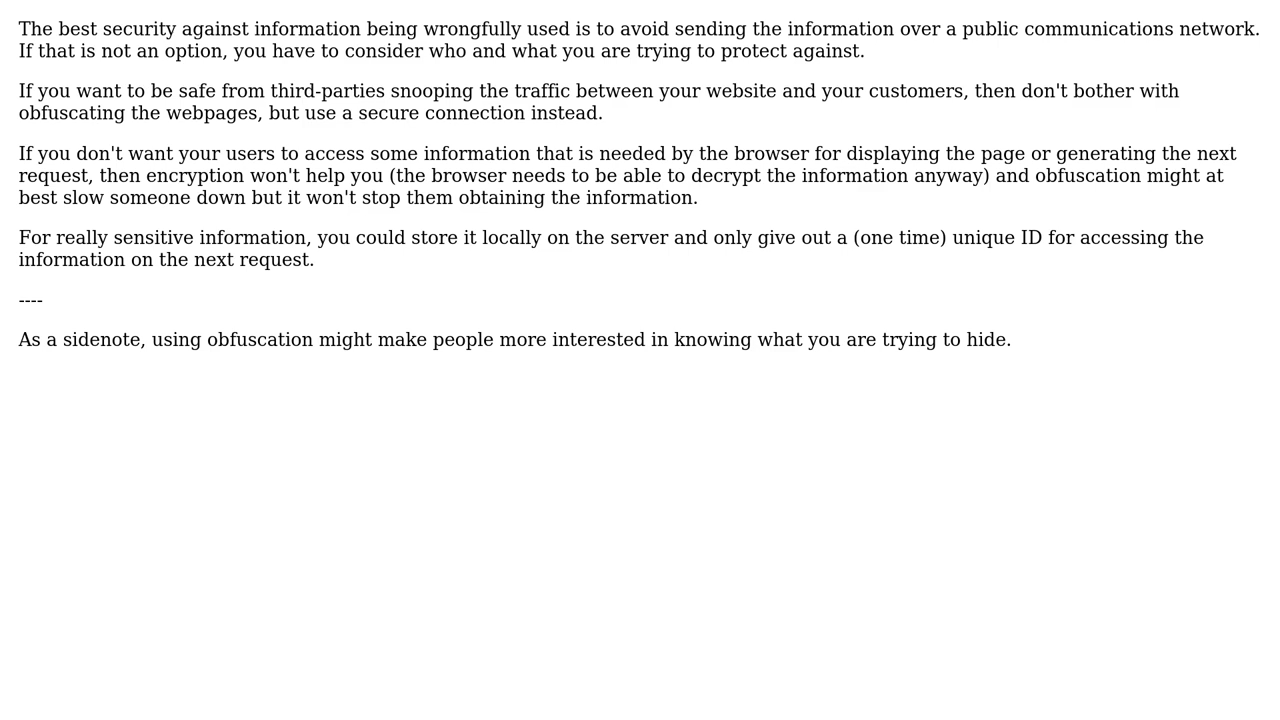 The best security against information being wrongfully used is to avoid sending the information over a public communications network.
If that is not an option, you have to consider who and what you are trying to protect against.
If you want to be safe from third-parties snooping the traffic between your website and your customers, then don't bother with
obfuscating the webpages, but use a secure connection instead.
If you don't want your users to access some information that is needed by the browser for displaying the page or generating the next
request, then encryption won't help you (the browser needs to be able to decrypt the information anyway) and obfuscation might at
best slow someone down but it won't stop them obtaining the information.
For really sensitive information, you could store it locally on the server and only give out a (one time) unique ID for accessing the
information on the next request.
----
As a sidenote, using obfuscation might make people more interested in knowing what you are trying to hide.